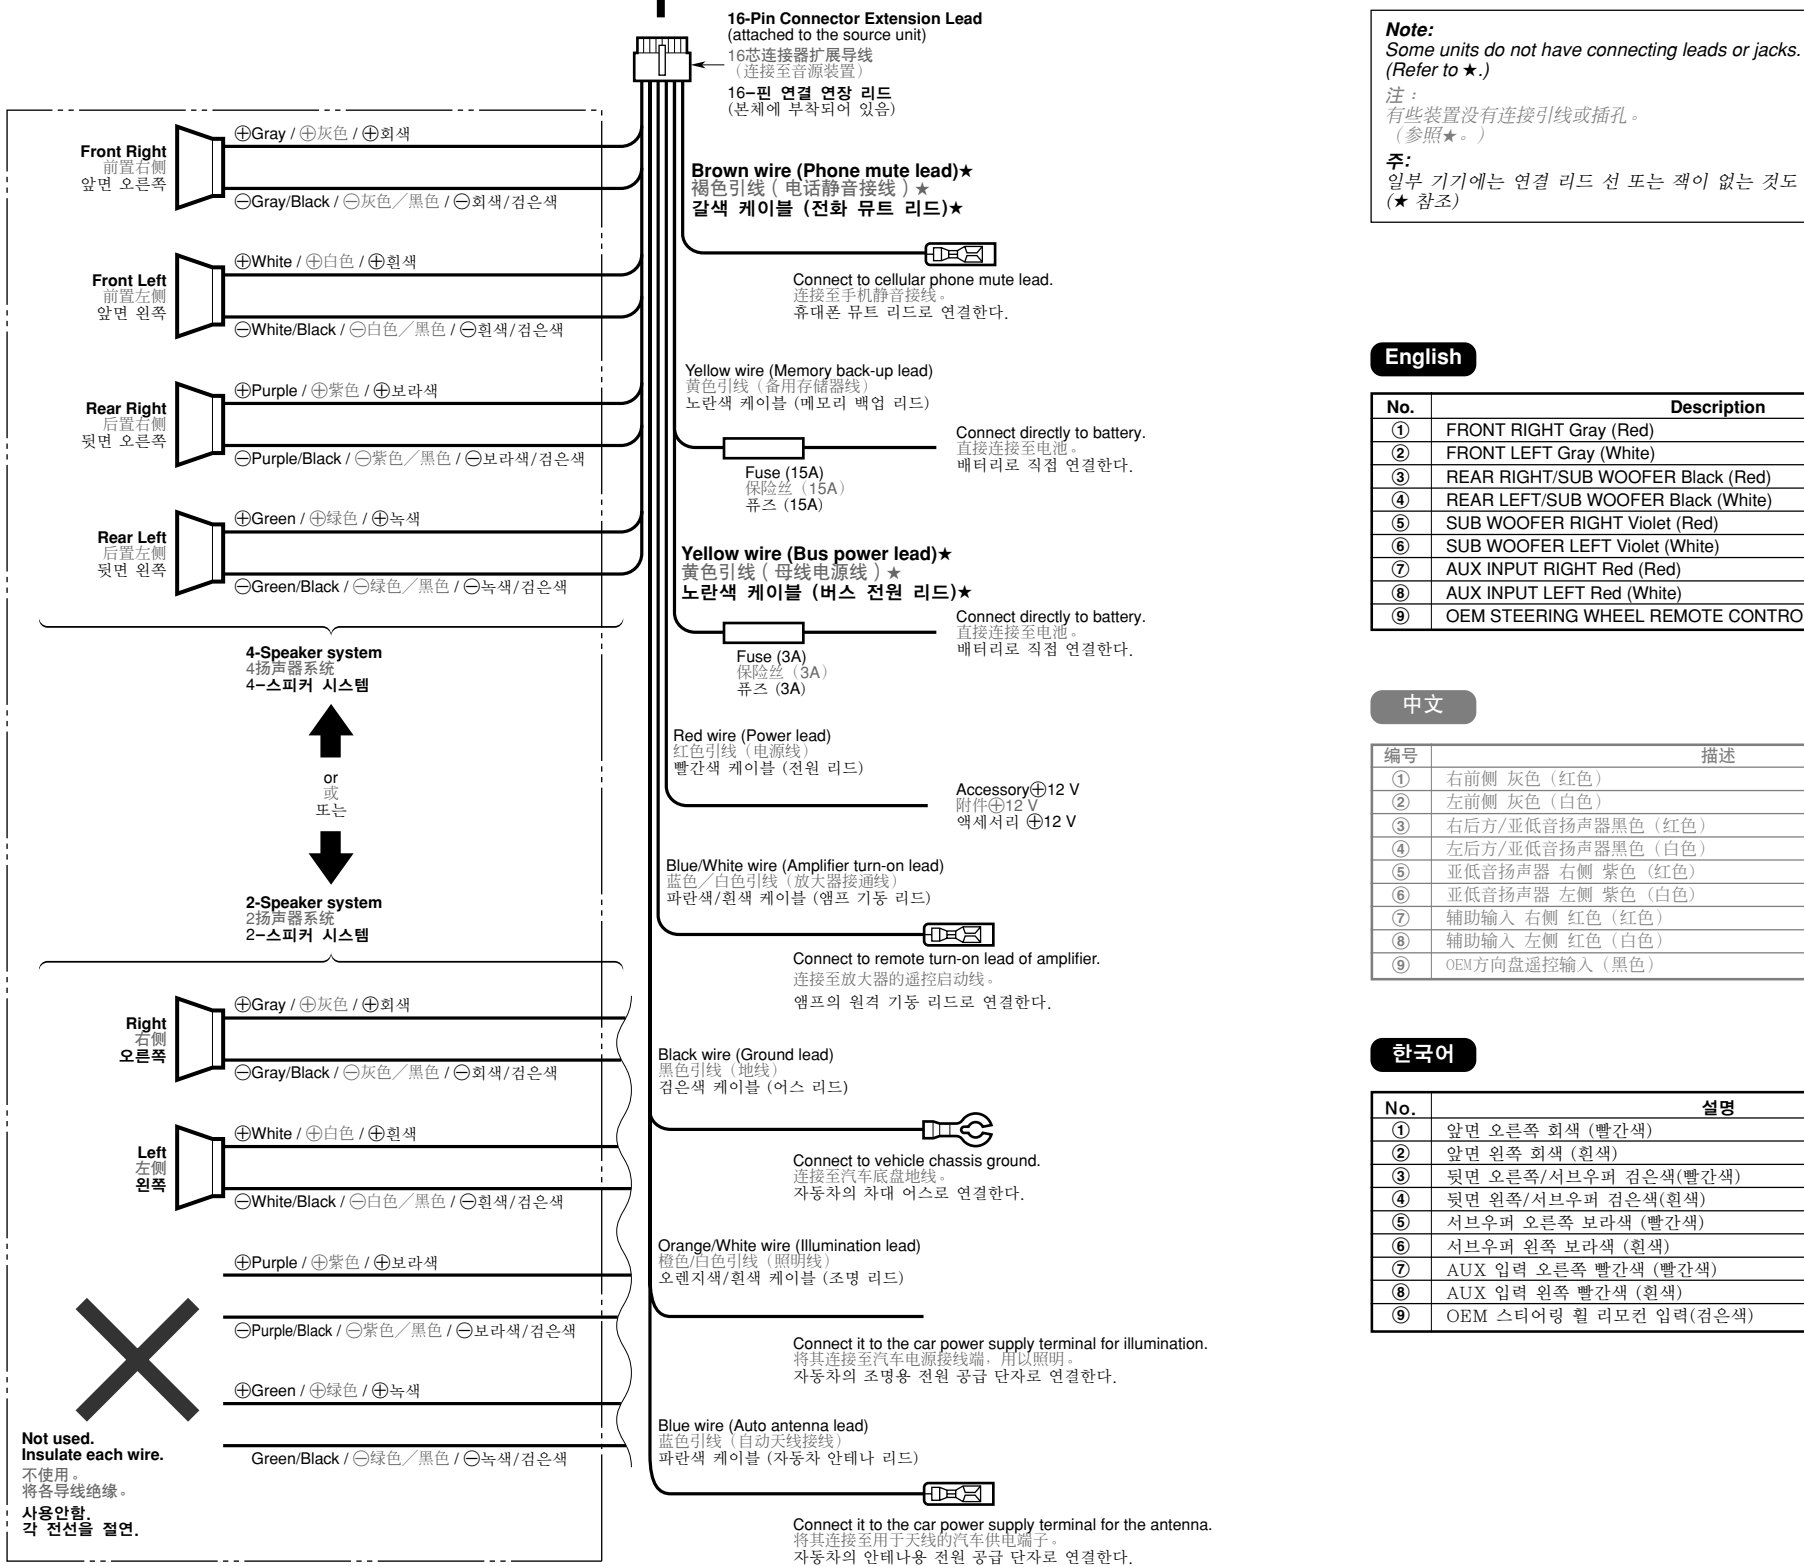 16-Pin Connector Extension Lead
(attached to the source unit)
16芯连接器扩展导线
（连接至音源装置）
16-핀 연결 연장 리드
(본체에 부착되어 있음)
Front Right
前置右侧
앞면 오른쪽
⊕Gray / ⊕灰色 / ⊕회색
⊖Gray/Black / ⊖灰色／黑色 / ⊖회색/검은색
Front Left
前置左侧
앞면 왼쪽
⊕White / ⊕白色 / ⊕흰색
⊖White/Black / ⊖白色／黑色 / ⊖흰색/검은색
Rear Right
后置右侧
뒷면 오른쪽
⊕Purple / ⊕紫色 / ⊕보라색
⊖Purple/Black / ⊖紫色／黑色 / ⊖보라색/검은색
Rear Left
后置左侧
뒷면 왼쪽
⊕Green / ⊕绿色 / ⊕녹색
⊖Green/Black / ⊖绿色／黑色 / ⊖녹색/검은색
4-Speaker system
4扬声器系统
4-스피커 시스템
or
或
또는
2-Speaker system
2扬声器系统
2-스피커 시스템
Right
右侧
오른쪽
⊕Gray / ⊕灰色 / ⊕회색
⊖Gray/Black / ⊖灰色／黑色 / ⊖회색/검은색
Left
左侧
왼쪽
⊕White / ⊕白色 / ⊕흰색
⊖White/Black / ⊖白色／黑色 / ⊖흰색/검은색
⊕Purple / ⊕紫色 / ⊕보라색
⊖Purple/Black / ⊖紫色／黑色 / ⊖보라색/검은색
⊕Green / ⊕绿色 / ⊕녹색
Green/Black / ⊖绿色／黑色 / ⊖녹색/검은색
Not used.
Insulate each wire.
不使用。
将各导线绝缘。
사용안함.
각 전선을 절연.
Brown wire (Phone mute lead)★
褐色引线（电话静音接线）★
갈색 케이블 (전화 뮤트 리드)★
Connect to cellular phone mute lead.
连接至手机静音接线。
휴대폰 뮤트 리드로 연결한다.
Yellow wire (Memory back-up lead)
黄色引线（备用存储器线）
노란색 케이블 (메모리 백업 리드)
Connect directly to battery.
直接连接至电池。
배터리로 직접 연결한다.
Fuse (15A)
保险丝（15A）
퓨즈 (15A)
Yellow wire (Bus power lead)★
黄色引线（母线电源线）★
노란색 케이블 (버스 전원 리드)★
Connect directly to battery.
直接连接至电池。
배터리로 직접 연결한다.
Fuse (3A)
保险丝（3A）
퓨즈 (3A)
Red wire (Power lead)
红色引线（电源线）
빨간색 케이블 (전원 리드)
Accessory⊕12 V
附件⊕12 V
액세서리 ⊕12 V
Blue/White wire (Amplifier turn-on lead)
蓝色／白色引线（放大器接通线）
파란색/흰색 케이블 (앰프 기동 리드)
Connect to remote turn-on lead of amplifier.
连接至放大器的遥控启动线。
앰프의 원격 기동 리드로 연결한다.
Black wire (Ground lead)
黑色引线（地线）
검은색 케이블 (어스 리드)
Connect to vehicle chassis ground.
连接至汽车底盘地线。
자동차의 차대 어스로 연결한다.
Orange/White wire (Illumination lead)
橙色/白色引线（照明线）
오렌지색/흰색 케이블 (조명 리드)
Connect it to the car power supply terminal for illumination.
将其连接至汽车电源接线端，用以照明。
자동차의 조명용 전원 공급 단자로 연결한다.
Blue wire (Auto antenna lead)
蓝色引线（自动天线接线）
파란색 케이블 (자동차 안테나 리드)
Connect it to the car power supply terminal for the antenna.
将其连接至用于天线的汽车供电端子。
자동차의 안테나용 전원 공급 단자로 연결한다.
Note:
Some units do not have connecting leads or jacks.
(Refer to ★.)
注：
有些装置没有连接引线或插孔。
（参照★。）
주:
일부 기기에는 연결 리드 선 또는 잭이 없는 것도
(★ 참조)
English
No. Description
① FRONT RIGHT Gray (Red)
② FRONT LEFT Gray (White)
③ REAR RIGHT/SUB WOOFER Black (Red)
④ REAR LEFT/SUB WOOFER Black (White)
⑤ SUB WOOFER RIGHT Violet (Red)
⑥ SUB WOOFER LEFT Violet (White)
⑦ AUX INPUT RIGHT Red (Red)
⑧ AUX INPUT LEFT Red (White)
⑨ OEM STEERING WHEEL REMOTE CONTRO
中文
编号 描述
① 右前侧 灰色（红色）
② 左前侧 灰色（白色）
③ 右后方/亚低音扬声器黑色（红色）
④ 左后方/亚低音扬声器黑色（白色）
⑤ 亚低音扬声器 右侧 紫色（红色）
⑥ 亚低音扬声器 左侧 紫色（白色）
⑦ 辅助输入 右侧 红色（红色）
⑧ 辅助输入 左侧 红色（白色）
⑨ OEM方向盘遥控输入（黑色）
한국어
No. 설명
① 앞면 오른쪽 회색 (빨간색)
② 앞면 왼쪽 회색 (흰색)
③ 뒷면 오른쪽/서브우퍼 검은색(빨간색)
④ 뒷면 왼쪽/서브우퍼 검은색(흰색)
⑤ 서브우퍼 오른쪽 보라색 (빨간색)
⑥ 서브우퍼 왼쪽 보라색 (흰색)
⑦ AUX 입력 오른쪽 빨간색 (빨간색)
⑧ AUX 입력 왼쪽 빨간색 (흰색)
⑨ OEM 스티어링 휠 리모컨 입력(검은색)